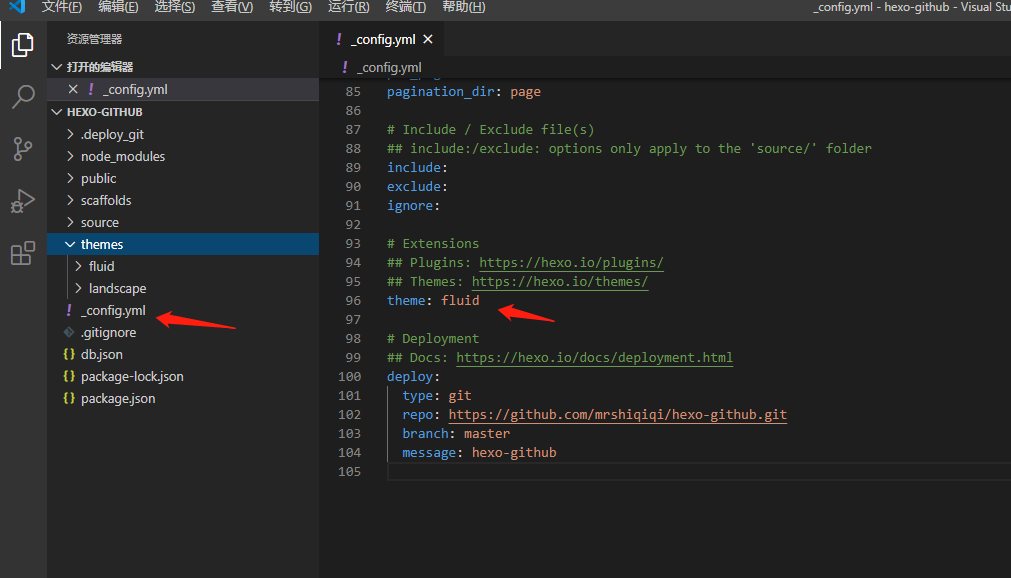 文件(F) 编辑(E) 选择(S) 查看(V) 转到(G) 运行(R) 终端(T) 帮助(H) _config.yml - hexo-github - Visual Stu
资源管理器
打开的编辑器
_config.yml
HEXO-GITHUB
.deploy_git
node_modules
public
scaffolds
source
themes
fluid
landscape
_config.yml
.gitignore
db.json
package-lock.json
package.json
_config.yml
_config.yml
85 pagination_dir: page
86
87 # Include / Exclude file(s)
88 ## include:/exclude: options only apply to the 'source/' folder
89 include:
90 exclude:
91 ignore:
92
93 # Extensions
94 ## Plugins: https://hexo.io/plugins/
95 ## Themes: https://hexo.io/themes/
96 theme: fluid
97
98 # Deployment
99 ## Docs: https://hexo.io/docs/deployment.html
100 deploy:
101 type: git
102 repo: https://github.com/mrshiqiqi/hexo-github.git
103 branch: master
104 message: hexo-github
105